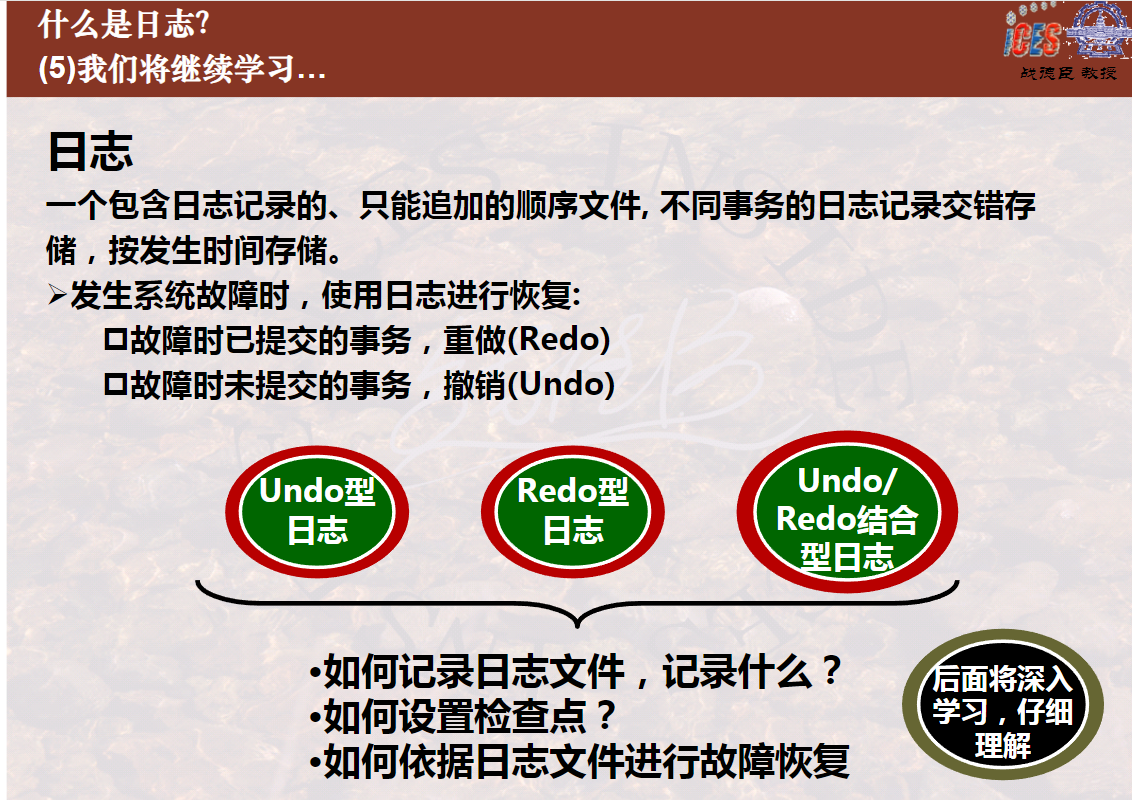 什么是日志?
(5)我们将继续学习…
ICES
战德臣 教授
日志
一个包含日志记录的、只能追加的顺序文件, 不同事务的日志记录交错存
储，按发生时间存储。
➢发生系统故障时，使用日志进行恢复:
故障时已提交的事务，重做(Redo)
故障时未提交的事务，撤销(Undo)
Undo型
日志
Redo型
日志
Undo/
Redo结合
型日志
•如何记录日志文件，记录什么？
•如何设置检查点？
•如何依据日志文件进行故障恢复
后面将深入
学习，仔细
理解